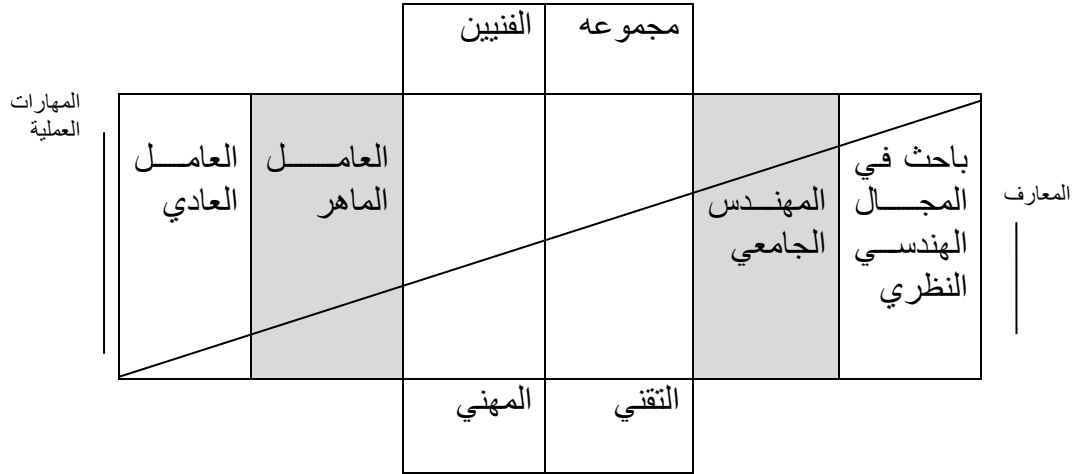 مجموعه الفنيين
المهارات
العملية
المعارف
باحث في
المجال
الهندسي
النظري
المهندس
الجامعي
العامل
الماهر
العامل
العادي
التقني
المهني